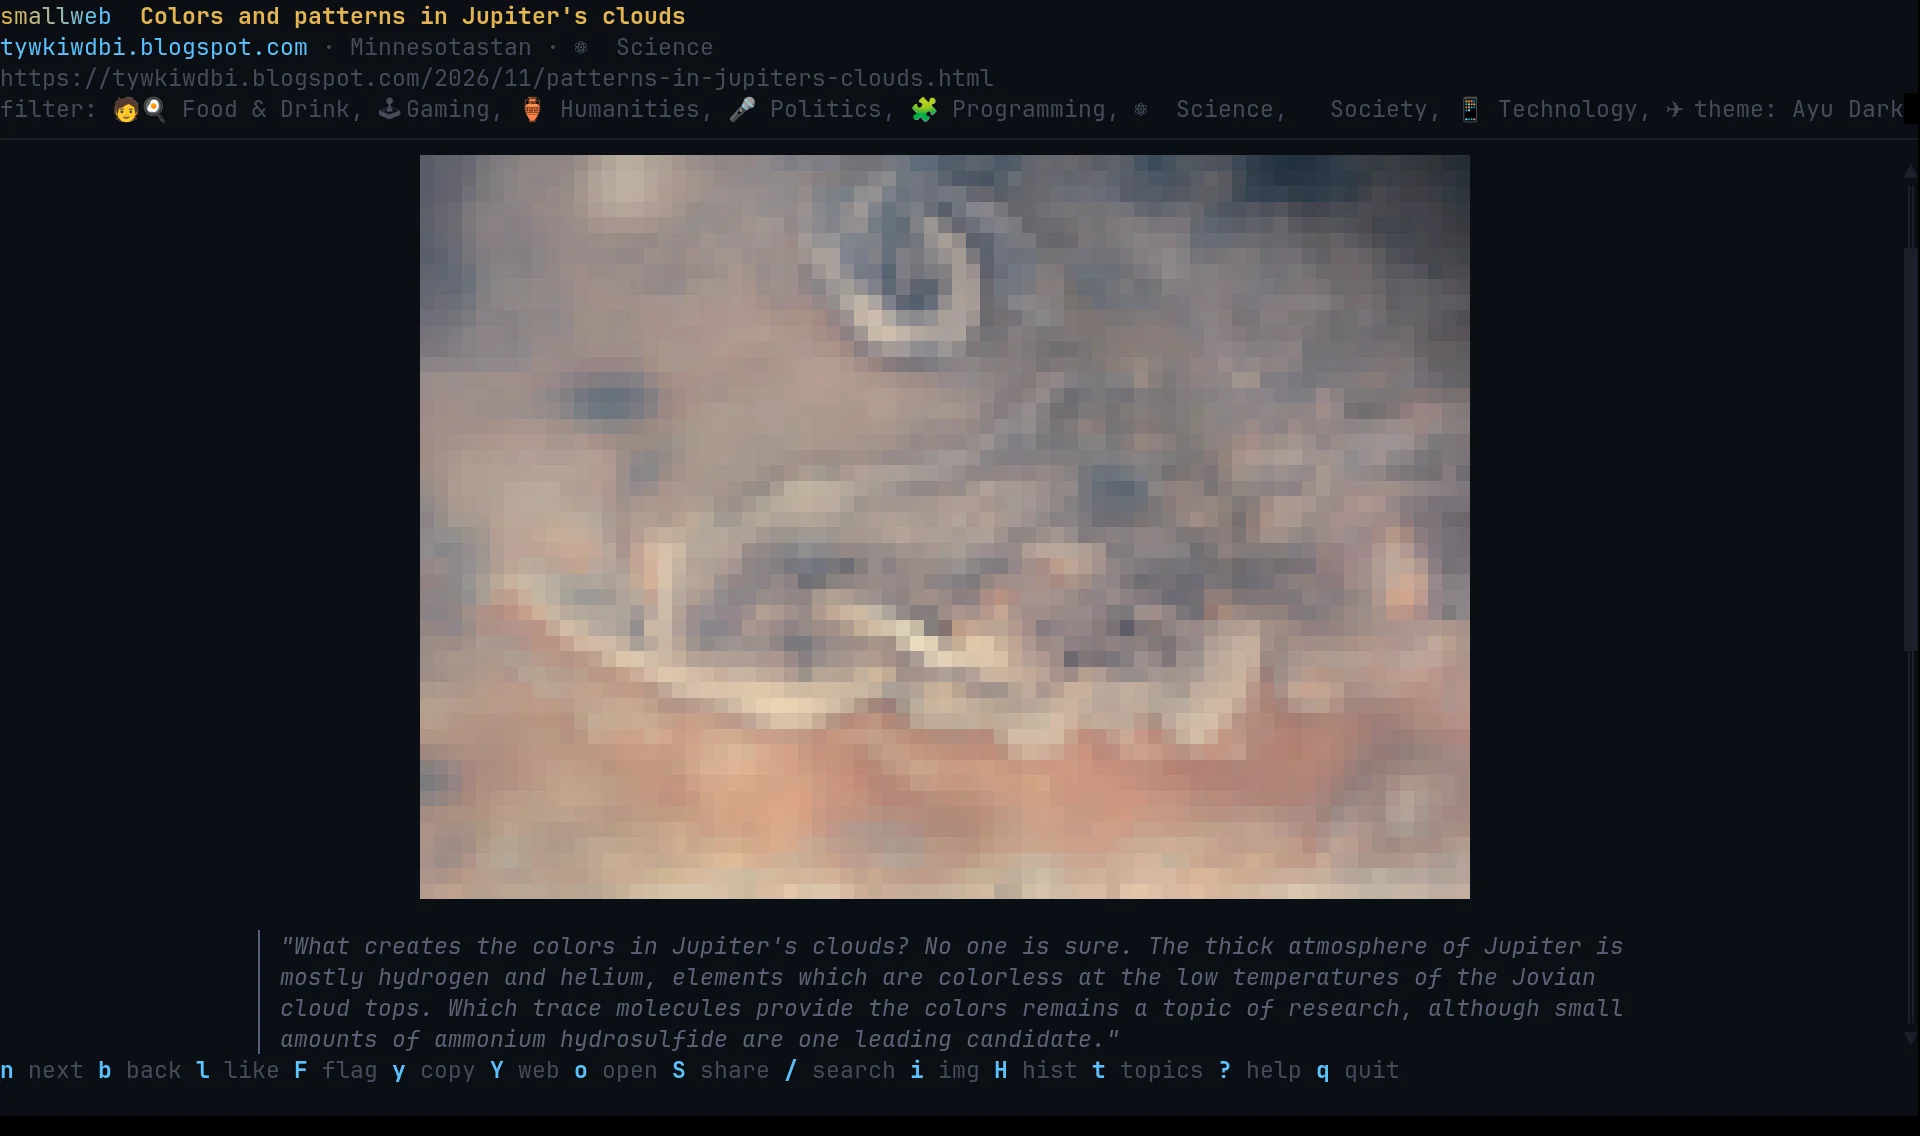 smallweb  Colors and patterns in Jupiter's clouds
tywkiwdbi.blogspot.com · Minnesotastan · ⚛  Science
https://tywkiwdbi.blogspot.com/2026/11/patterns-in-jupiters-clouds.html
filter: 🧑‍🍳 Food & Drink, 🕹 Gaming, 🏺 Humanities, 🎤 Politics, 🧩 Programming, ⚛  Science,   Society, 📱 Technology, ✈ theme: Ayu Dark
"What creates the colors in Jupiter's clouds? No one is sure. The thick atmosphere of Jupiter is
mostly hydrogen and helium, elements which are colorless at the low temperatures of the Jovian
cloud tops. Which trace molecules provide the colors remains a topic of research, although small
amounts of ammonium hydrosulfide are one leading candidate."
n next b back l like F flag y copy Y web o open S share / search i img H hist t topics ? help q quit